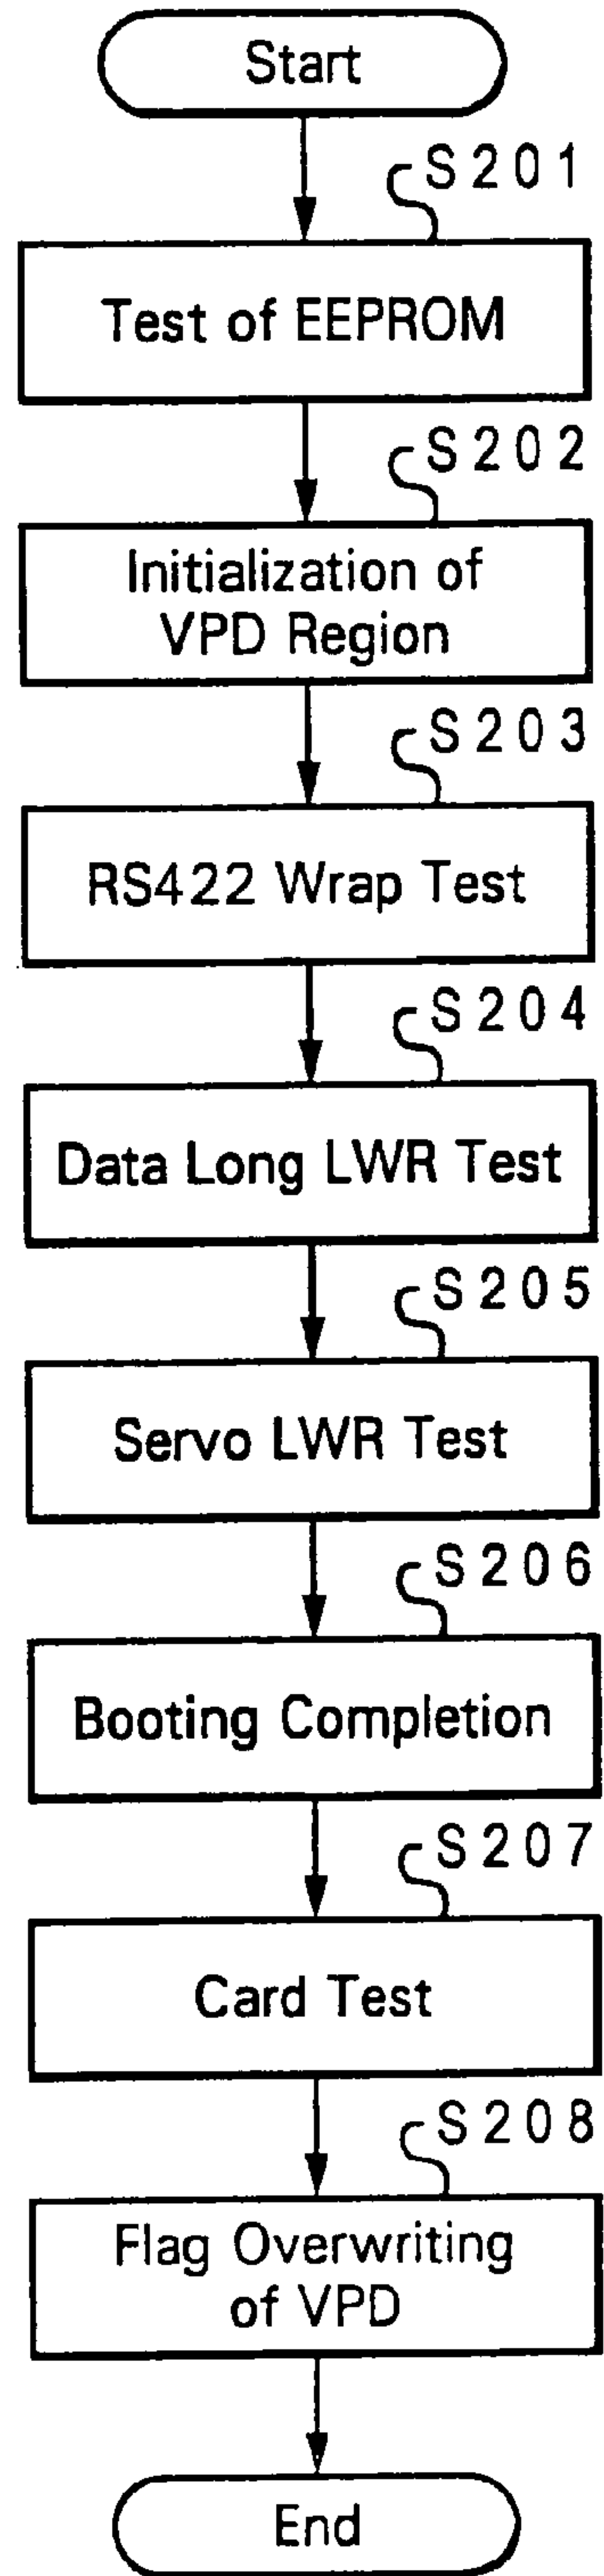 Start
S201
Test of EEPROM
S202
Initialization of
VPD Region
S203
RS422 Wrap Test
S204
Data Long LWR Test
S205
Servo LWR Test
S206
Booting Completion
S207
Card Test
S208
Flag Overwriting
of VPD
End